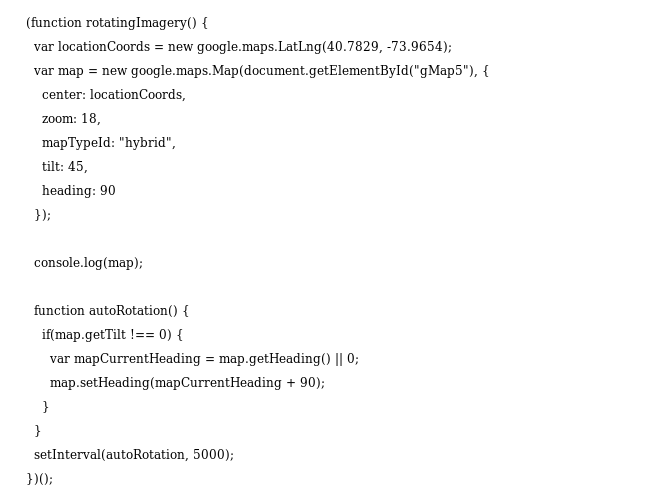 (function rotatingImagery() {
var locationCoords = new google.maps.LatLng(40.7829, -73.9654);
var map = new google.maps.Map(document.getElementById("gMap5"), {
center: locationCoords,
zoom: 18,
mapTypeId: "hybrid",
tilt: 45,
heading: 90
});
console.log(map);
function autoRotation() {
if(map.getTilt !== 0) {
var mapCurrentHeading = map.getHeading() || 0;
map.setHeading(mapCurrentHeading + 90);
}
}
setInterval(autoRotation, 5000);
})();